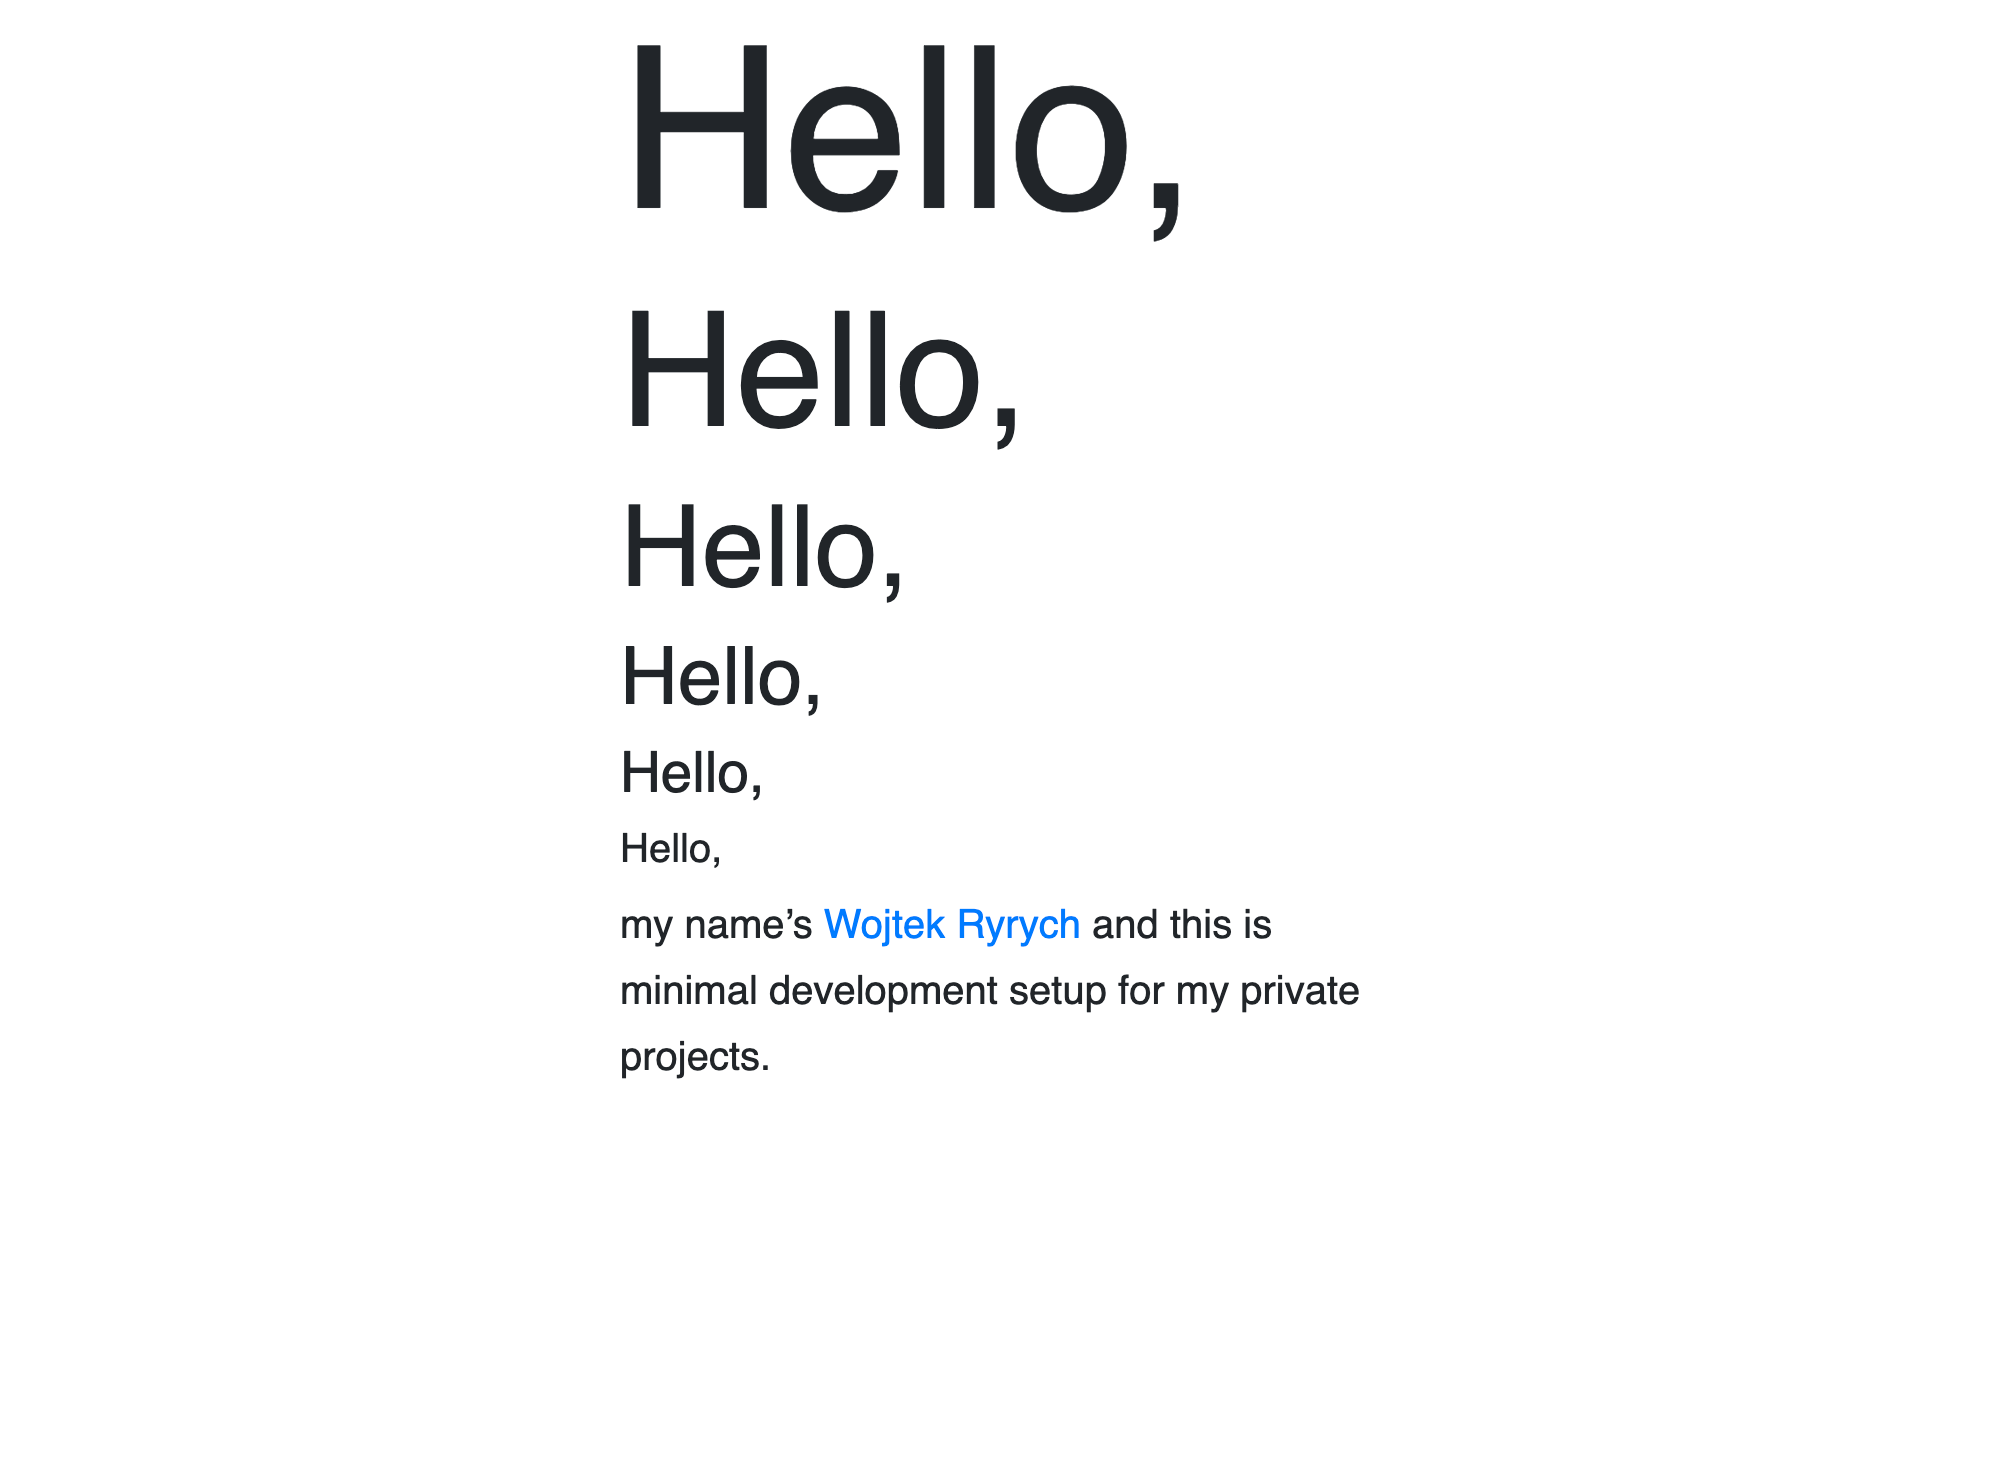 Hello,
Hello,
Hello,
Hello,
Hello,
Hello,
my name’s Wojtek Ryrych and this is
minimal development setup for my private
projects.